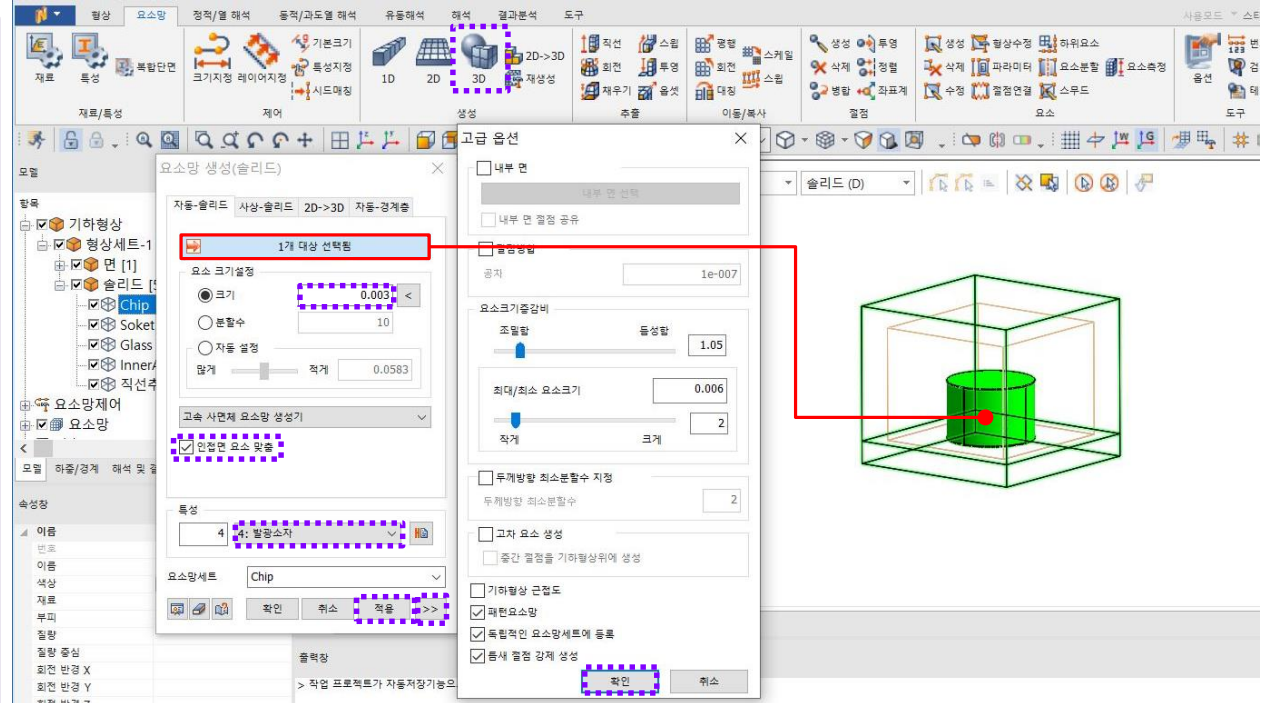 형상 요소망 정적/열 해석 동적/과도열 해석 유동해석 해석 결과분석 도구
사용모드
재료 특성 복합단면
재료/특성
크기지정 레이어지정 기본크기 특성지정 시드매칭
제어
1D 2D 3D 2D->3D 재생성
생성
직선 스윕 회전 투영 채우기 옵셋
추출
평행 회전 대칭 스케일 스윕
이동/복사
생성 투영 삭제 정렬 병합 좌표계
절점
생성 형상수정 하위요소 삭제 파라미터 요소분할 요소측정 수정 절점연결 스무드
요소
옵션
도구
모델
항목
기하형상
형상세트-1
면 [1]
솔리드
Chip
Soket
Glass
요소망제어
요소망
모델 하중/경계
속성창
이름
번호
이름
색상
재료
부피
질량
질량 중심
회전 반경 X
회전 반경 Y
요소망 생성(솔리드)
자동-솔리드 사상-솔리드 2D->3D 자동-경계층
1개 대상 선택됨
요소 크기설정
크기 0.003 <
분할수 10
자동 설정
많게 적게 0.0583
고속 사면체 요소망 생성기
인접면 요소 맞춤
특성
4 4: 발광소자
요소망세트 Chip
확인 취소 적용 >>
고급 옵션
내부 면
내부 면 선택
내부 면 절점 공유
절점병합
공차 1e-007
요소크기증감비
조밀함 듬성함
1.05
최대/최소 요소크기 0.006
2
작게 크게
두께방향 최소분할수 지정
두께방향 최소분할수 2
고차 요소 생성
중간 절점을 기하형상위에 생성
기하형상 근접도
패턴요소망
독립적인 요소망세트에 등록
틈새 절점 강제 생성
확인 취소
솔리드 (D)
출력창
> 작업 프로젝트가 자동저장기능으